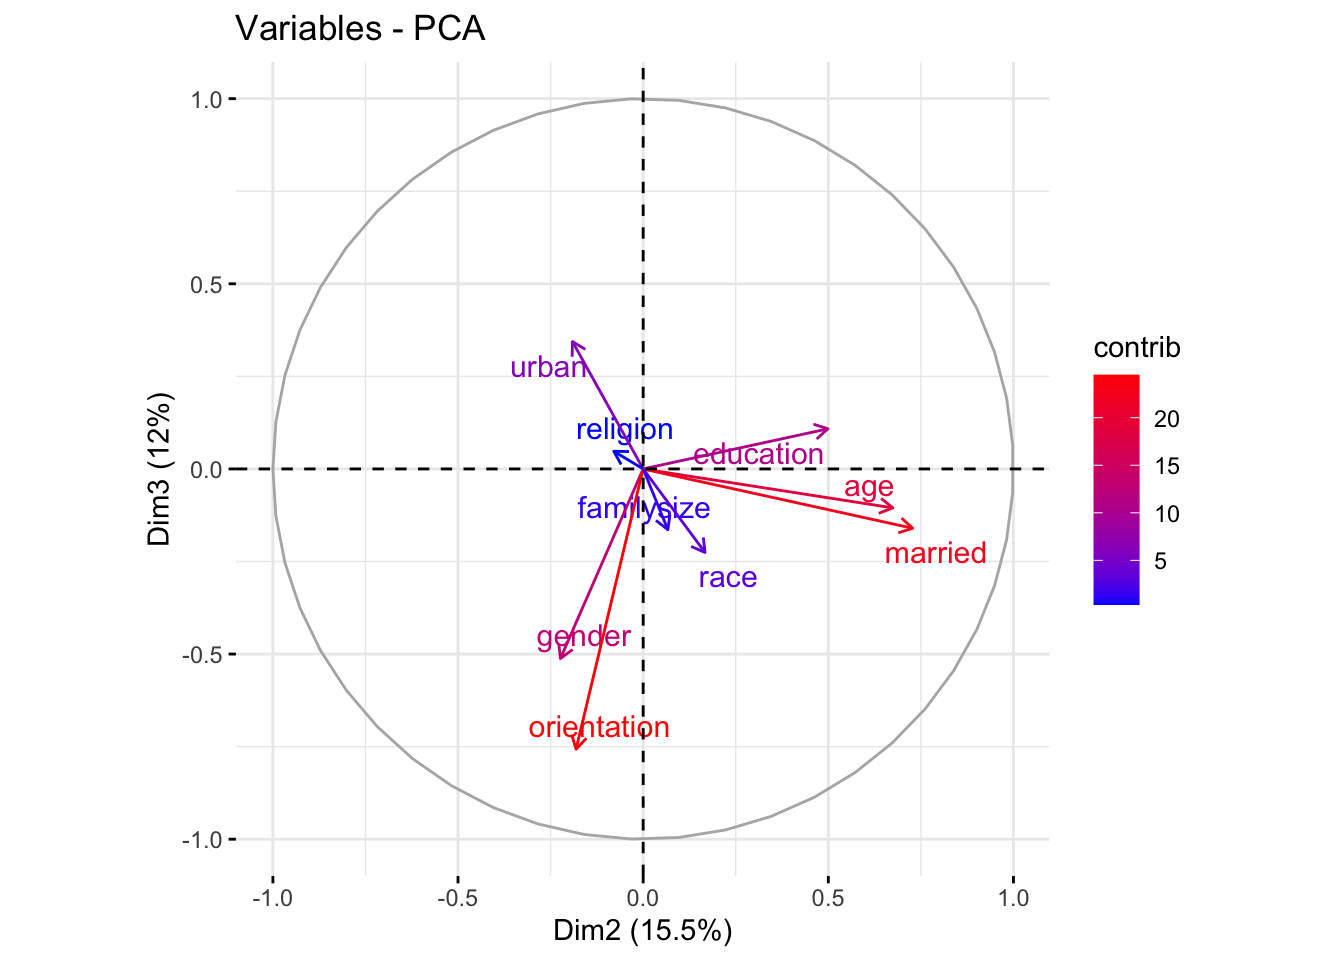 Variables - PCA
1.0
0.5
0.0
-0.5
-1.0
Dim3 (12%)
urban
religion
education
age
familysize
married
race
gender
orientation
-1.0
-0.5
0.0
0.5
1.0
Dim2 (15.5%)
contrib
20
15
10
5